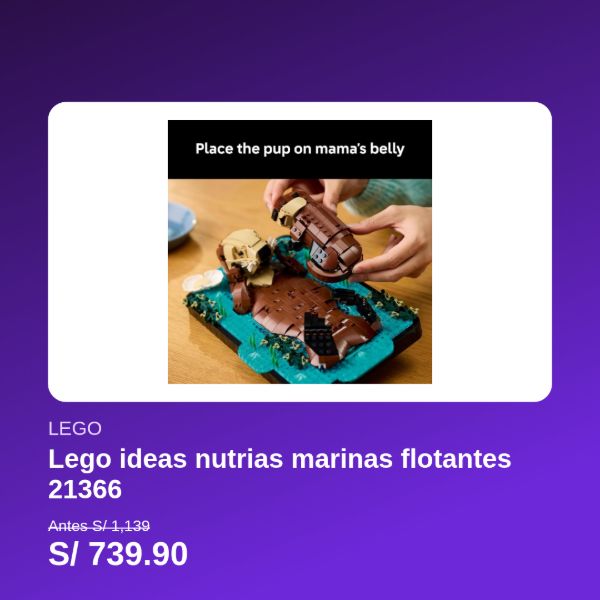 Place the pup on mama's belly
LEGO
Lego ideas nutrias marinas flotantes
21366
Antes S/ 1,139
S/ 739.90